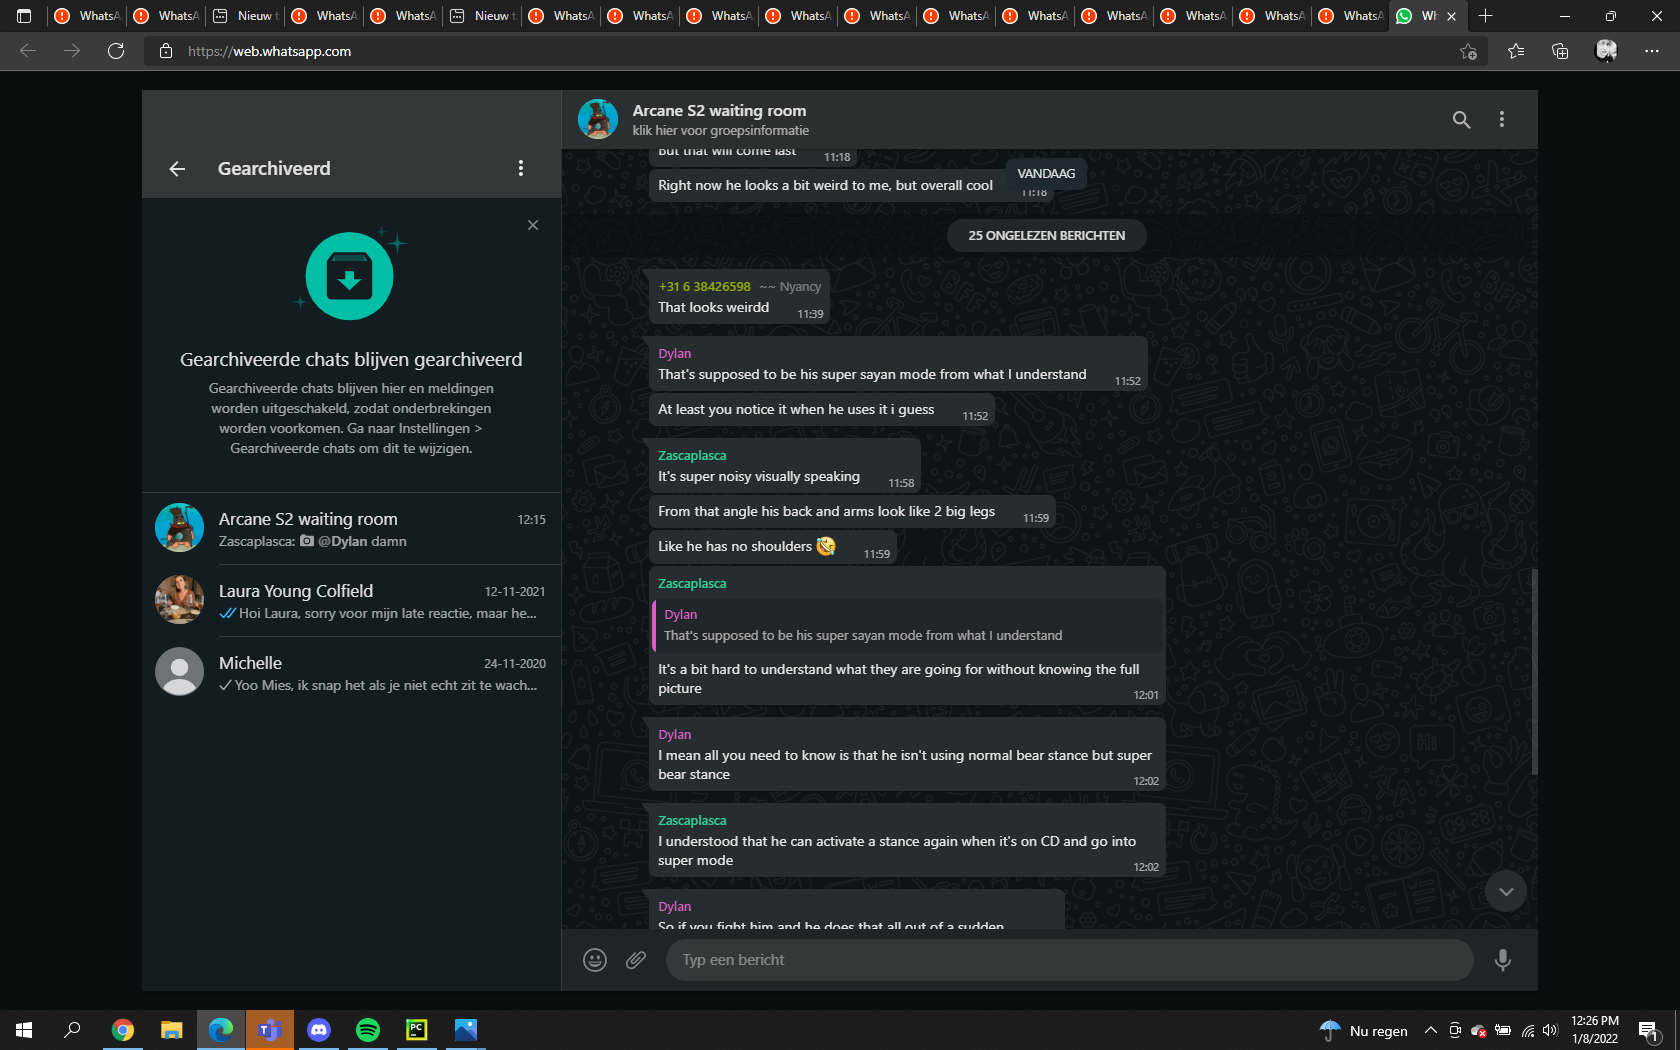 WhatsA
WhatsA
Nieuw t
WhatsA
WhatsA
Nieuw t
WhatsA
WhatsA
WhatsA
WhatsA
WhatsA
WhatsA
WhatsA
WhatsA
WhatsA
WhatsA
WhatsA
Wh
https://web.whatsapp.com
Gearchiveerd
Gearchiveerde chats blijven gearchiveerd
Gearchiveerde chats blijven hier en meldingen
worden uitgeschakeld, zodat onderbrekingen
worden voorkomen. Ga naar Instellingen >
Gearchiveerde chats om dit te wijzigen.
Arcane S2 waiting room 12:15
Zascaplasca: @Dylan damn
Laura Young Colfield 12-11-2021
Hoi Laura, sorry voor mijn late reactie, maar he...
Michelle 24-11-2020
Yoo Mies, ik snap het als je niet echt zit te wach...
Arcane S2 waiting room
klik hier voor groepsinformatie
But that will come last 11:18
VANDAAG
Right now he looks a bit weird to me, but overall cool 11:18
25 ONGELEZEN BERICHTEN
+31 6 38426598 ~~ Nyancy
That looks weirdd 11:39
Dylan
That's supposed to be his super sayan mode from what I understand 11:52
At least you notice it when he uses it i guess 11:52
Zascaplasca
It's super noisy visually speaking 11:58
From that angle his back and arms look like 2 big legs 11:59
Like he has no shoulders 🤣 11:59
Zascaplasca
Dylan
That's supposed to be his super sayan mode from what I understand
It's a bit hard to understand what they are going for without knowing the full
picture 12:01
Dylan
I mean all you need to know is that he isn't using normal bear stance but super
bear stance 12:02
Zascaplasca
I understood that he can activate a stance again when it's on CD and go into
super mode 12:02
Dylan
So if you fight him and he does that all out of a sudden
Typ een bericht
Nu regen
12:26 PM
1/8/2022
1